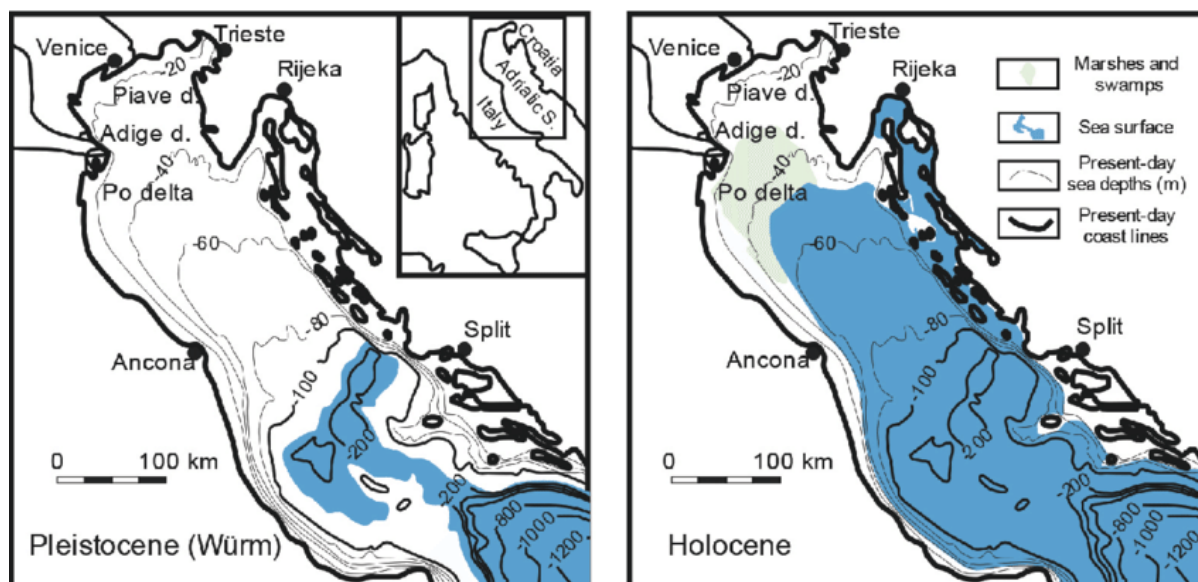 Venice
Trieste
-20
Rijeka
Piave d.
Adige d.
-40
Po delta
-60
-80
Split
Ancona
-100
-200
-200
-800
-1000
-1200
0 100 km
Pleistocene (Würm)
Croatia
Adriatic S.
Italy
Venice
Trieste
-20
Rijeka
Piave d.
Adige d.
-40
Po delta
-60
-80
Split
Ancona
-100
200
-200
-800
-1000
-1200
0 100 km
Holocene
Marshes and
swamps
Sea surface
Present-day
sea depths (m)
Present-day
coast lines